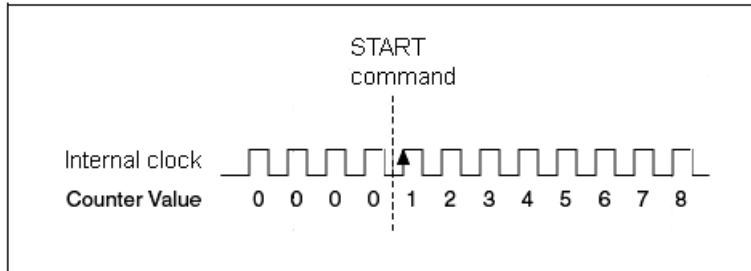 START
command
Internal clock
Counter Value 0 0 0 0 1 2 3 4 5 6 7 8